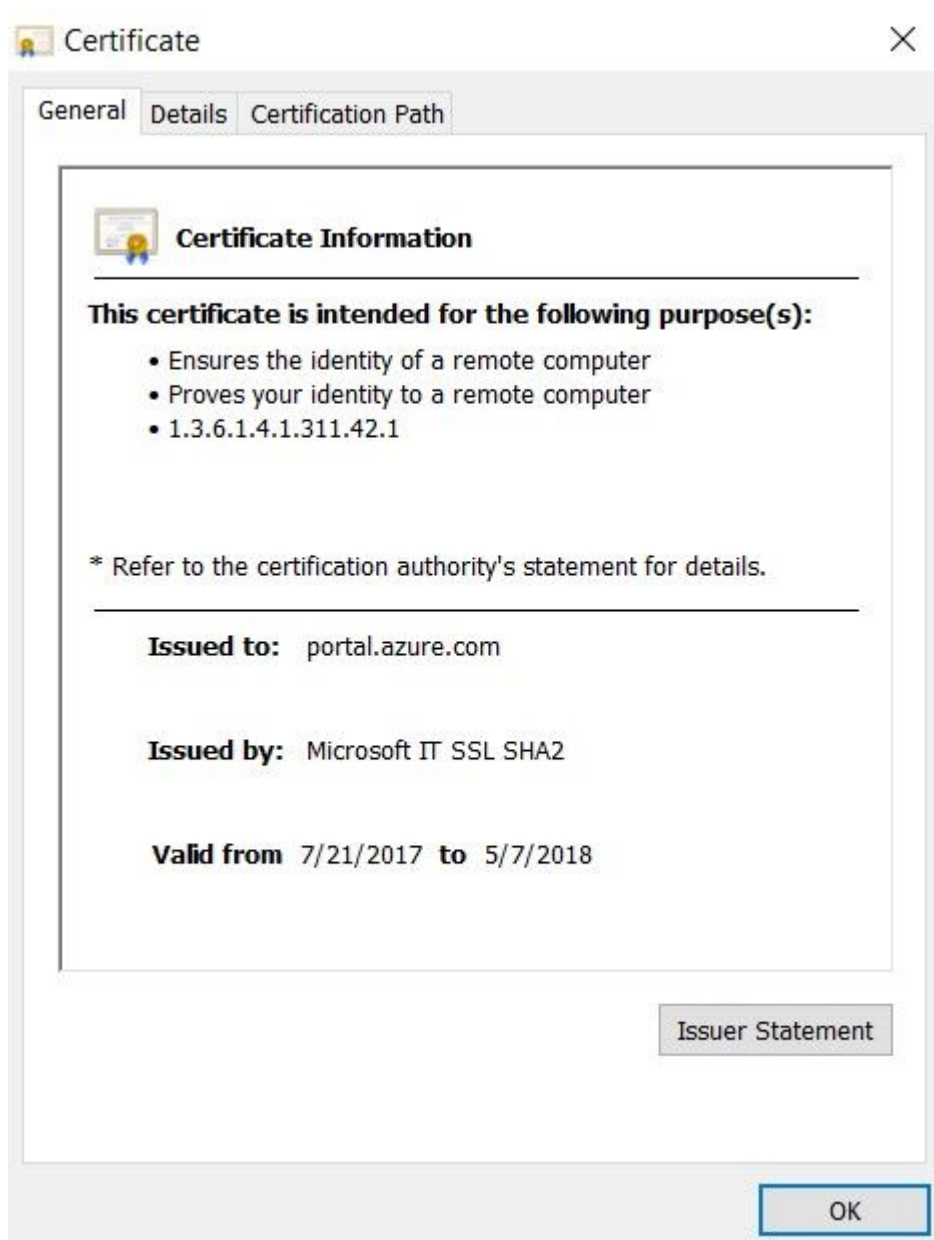 Certificate
General Details Certification Path
Certificate Information
This certificate is intended for the following purpose(s):
• Ensures the identity of a remote computer
• Proves your identity to a remote computer
• 1.3.6.1.4.1.311.42.1
* Refer to the certification authority's statement for details.
Issued to: portal.azure.com
Issued by: Microsoft IT SSL SHA2
Valid from 7/21/2017 to 5/7/2018
Issuer Statement
OK